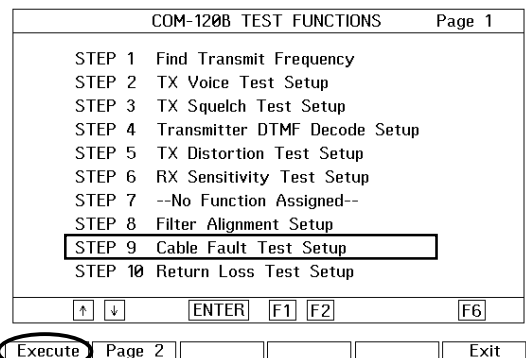 COM-120B TEST FUNCTIONS Page 1
STEP 1 Find Transmit Frequency
STEP 2 TX Voice Test Setup
STEP 3 TX Squelch Test Setup
STEP 4 Transmitter DTMF Decode Setup
STEP 5 TX Distortion Test Setup
STEP 6 RX Sensitivity Test Setup
STEP 7 --No Function Assigned--
STEP 8 Filter Alignment Setup
STEP 9 Cable Fault Test Setup
STEP 10 Return Loss Test Setup
↑ ↓ ENTER F1 F2 F6
Execute Page 2 Exit